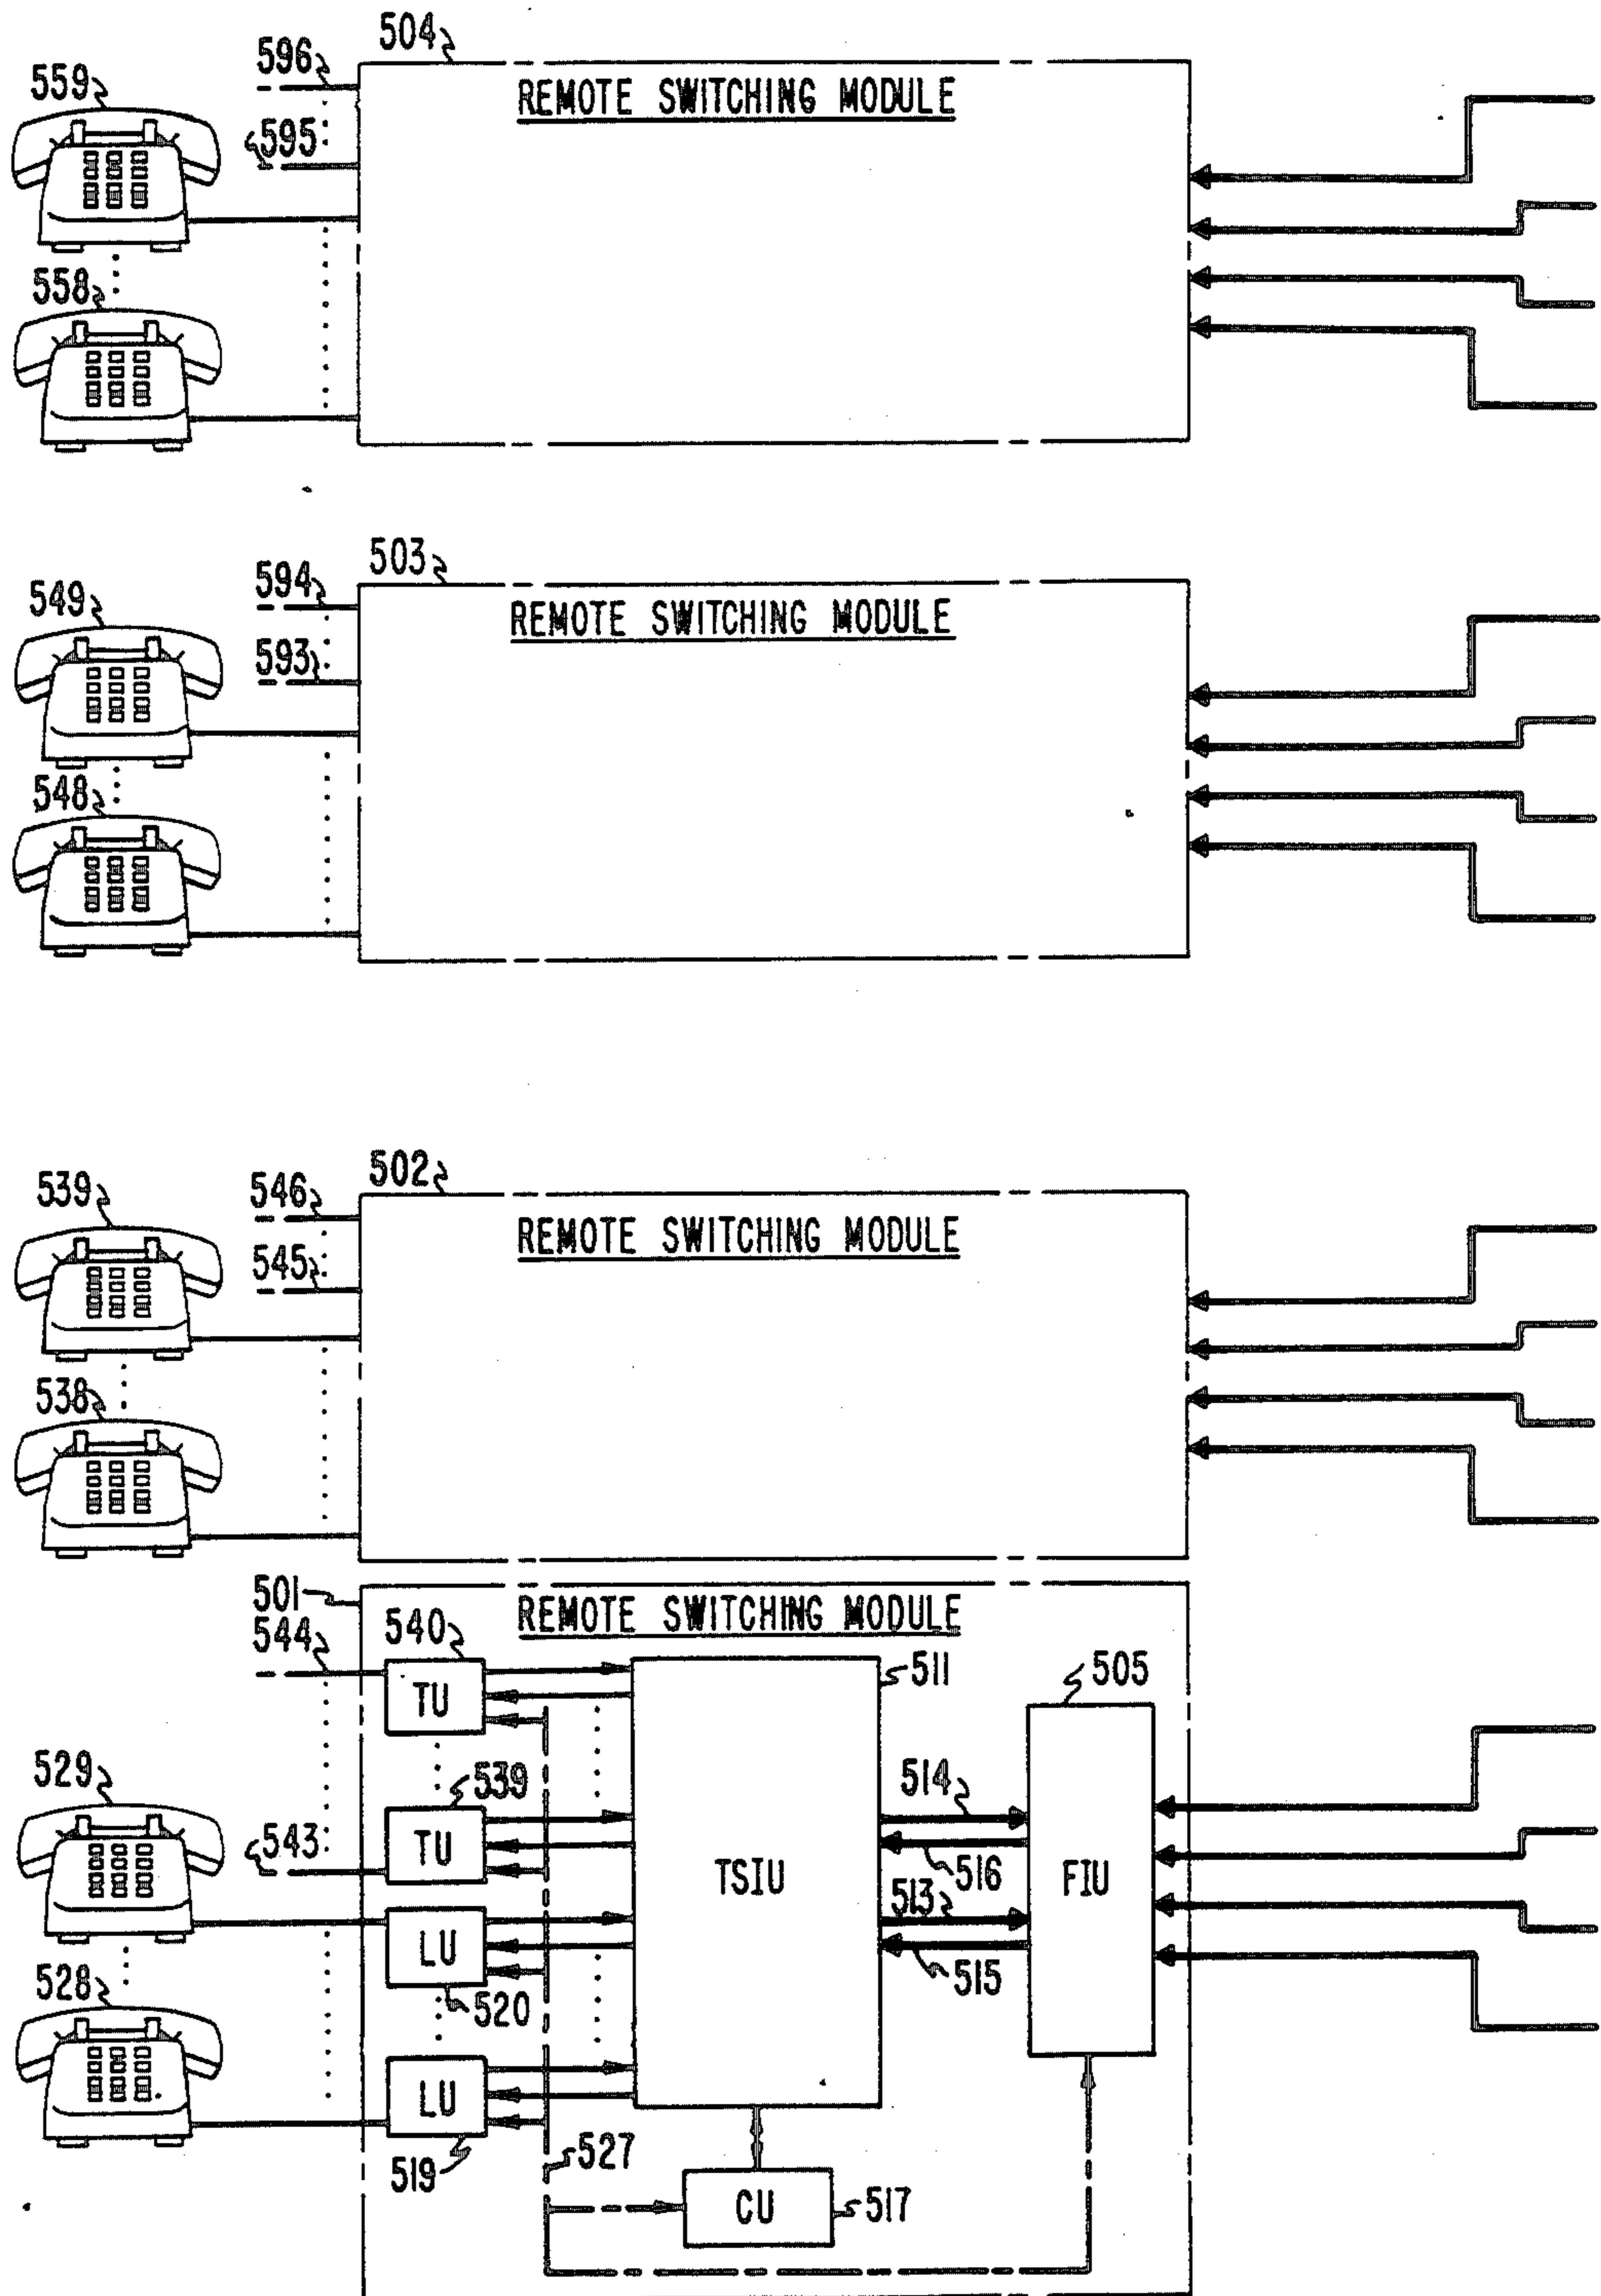 504
596
REMOTE SWITCHING MODULE
559
595
558
503
594
REMOTE SWITCHING MODULE
549
593
548
502
539
546
REMOTE SWITCHING MODULE
545
538
501
REMOTE SWITCHING MODULE
544
540
511
505
TU
529
539
514
543
TU
TSIU
516
FIU
513
LU
515
528
520
LU
519
527
CU
517